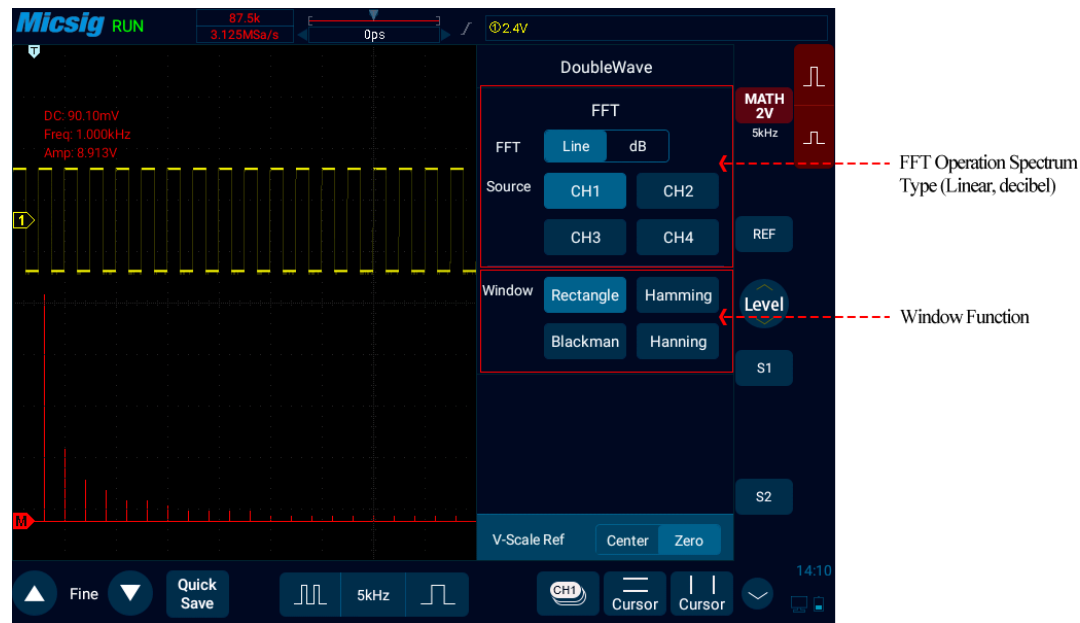 Micsig RUN
87.5k
3.125MSa/s
0ps
①2.4V
T
DoubleWave
FFT
MATH
2V
5kHz
DC: 90.10mV
Freq: 1.000kHz
Amp: 8.913V
FFT Line dB
FFT Operation Spectrum
Type (Linear, decibel)
Source CH1 CH2
1
CH3 CH4
REF
Window Rectangle Hamming
Level
Window Function
Blackman Hanning
S1
S2
M
V-Scale Ref Center Zero
14:10
Fine
Quick
Save
5kHz
CH1
Cursor
Cursor